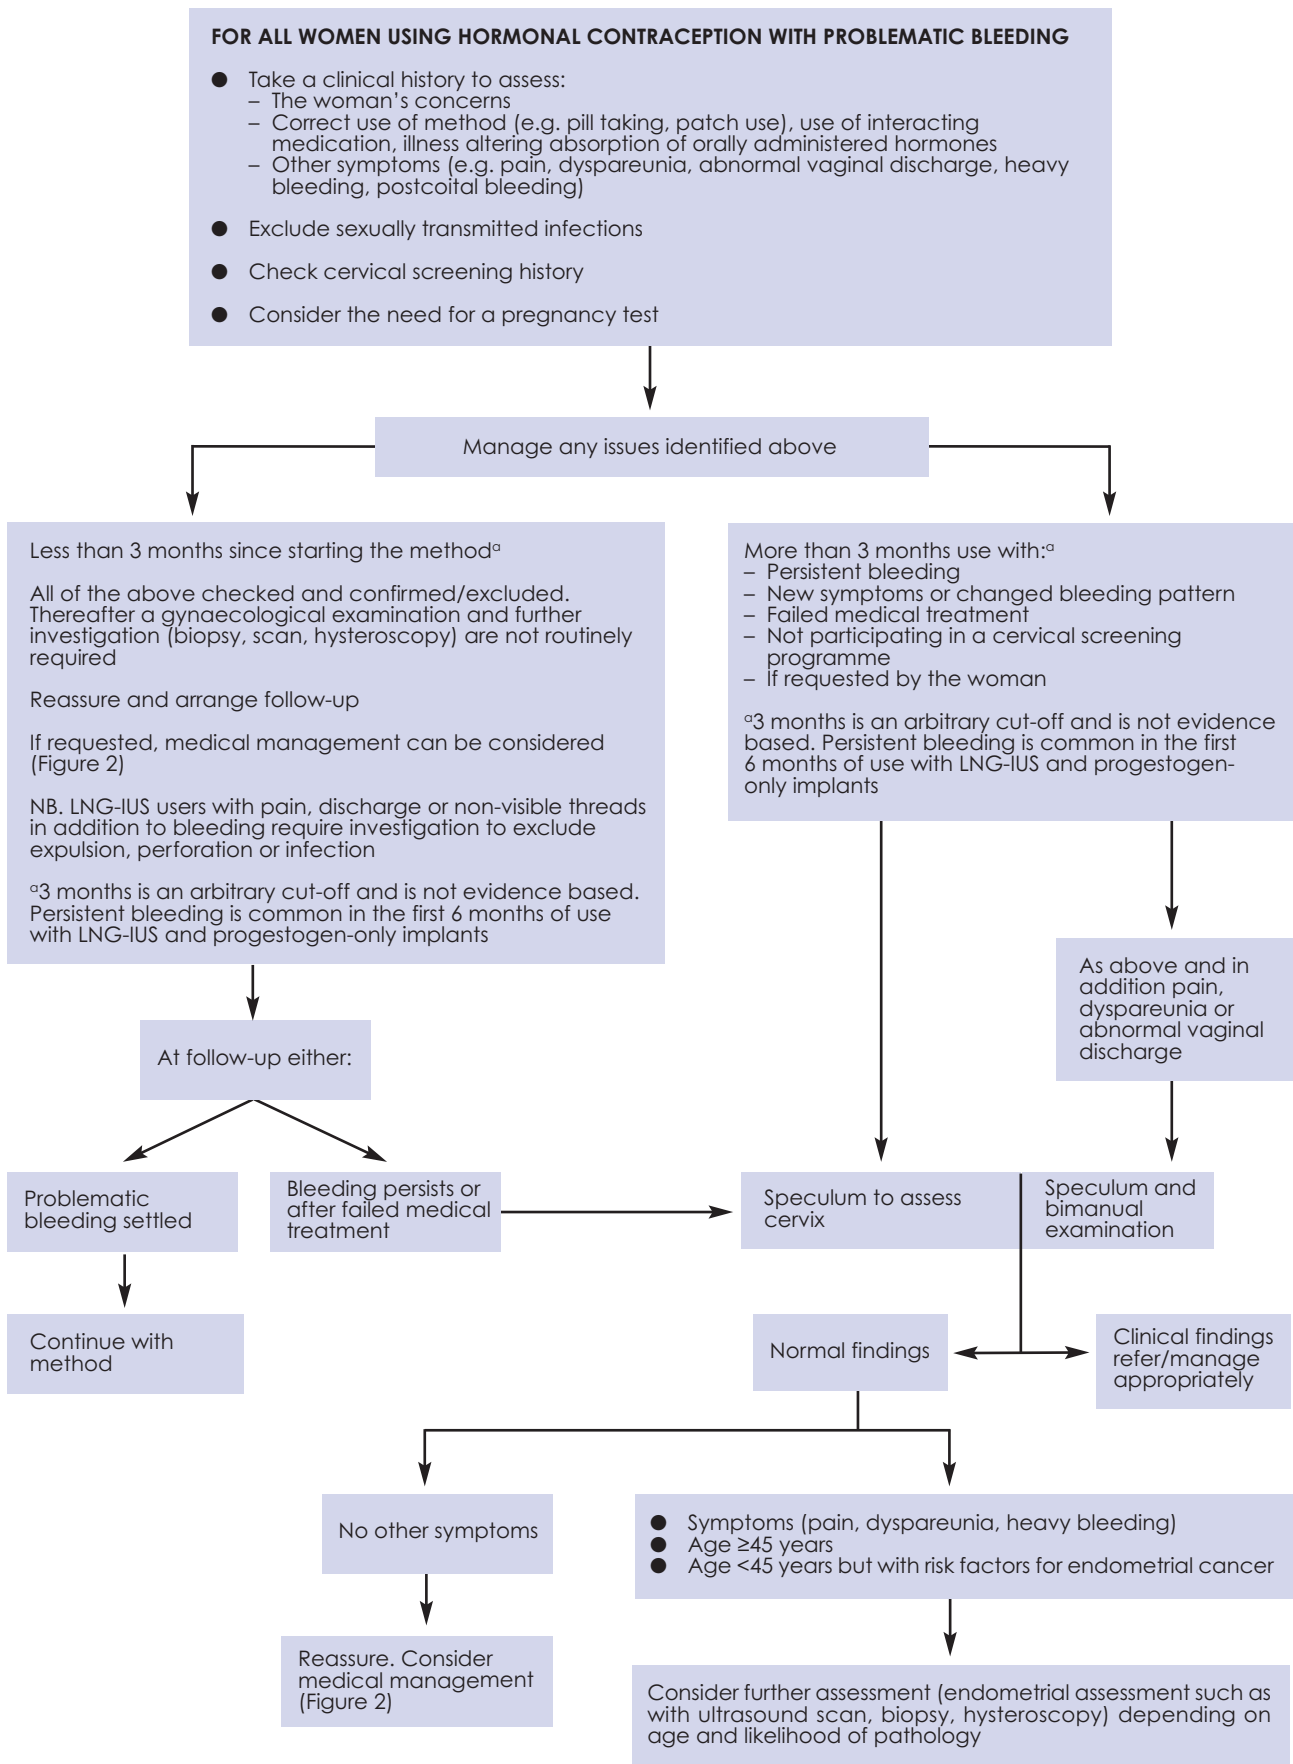 FOR ALL WOMEN USING HORMONAL CONTRACEPTION WITH PROBLEMATIC BLEEDING
● Take a clinical history to assess:
– The woman's concerns
– Correct use of method (e.g. pill taking, patch use), use of interacting
medication, illness altering absorption of orally administered hormones
– Other symptoms (e.g. pain, dyspareunia, abnormal vaginal discharge, heavy
bleeding, postcoital bleeding)
● Exclude sexually transmitted infections
● Check cervical screening history
● Consider the need for a pregnancy test
Manage any issues identified above
Less than 3 months since starting the methodᵃ
All of the above checked and confirmed/excluded.
Thereafter a gynaecological examination and further
investigation (biopsy, scan, hysteroscopy) are not routinely
required
Reassure and arrange follow-up
If requested, medical management can be considered
(Figure 2)
NB. LNG-IUS users with pain, discharge or non-visible threads
in addition to bleeding require investigation to exclude
expulsion, perforation or infection
ᵃ3 months is an arbitrary cut-off and is not evidence based.
Persistent bleeding is common in the first 6 months of use
with LNG-IUS and progestogen-only implants
More than 3 months use with:ᵃ
– Persistent bleeding
– New symptoms or changed bleeding pattern
– Failed medical treatment
– Not participating in a cervical screening
programme
– If requested by the woman
ᵃ3 months is an arbitrary cut-off and is not evidence
based. Persistent bleeding is common in the first
6 months of use with LNG-IUS and progestogen-
only implants
As above and in
addition pain,
dyspareunia or
abnormal vaginal
discharge
At follow-up either:
Problematic
bleeding settled
Bleeding persists or
after failed medical
treatment
Speculum to assess
cervix
Speculum and
bimanual
examination
Continue with
method
Normal findings
Clinical findings
refer/manage
appropriately
No other symptoms
● Symptoms (pain, dyspareunia, heavy bleeding)
● Age ≥45 years
● Age <45 years but with risk factors for endometrial cancer
Reassure. Consider
medical management
(Figure 2)
Consider further assessment (endometrial assessment such as
with ultrasound scan, biopsy, hysteroscopy) depending on
age and likelihood of pathology